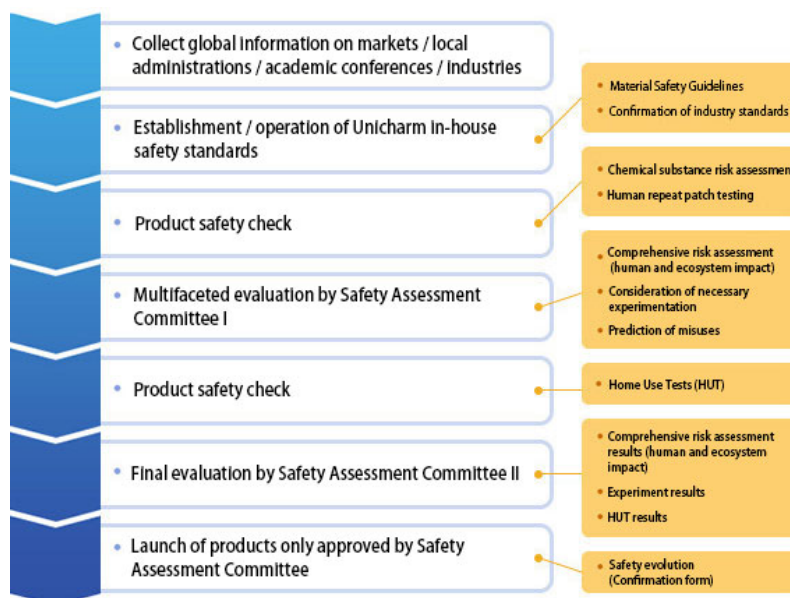 • Collect global information on markets / local
administrations / academic conferences / industries
• Establishment / operation of Unicharm in-house
safety standards
• Material Safety Guidelines
• Confirmation of industry standards
• Product safety check
• Chemical substance risk assessmen
• Human repeat patch testing
• Multifaceted evaluation by Safety Assessment
Committee I
• Comprehensive risk assessment
(human and ecosystem impact)
• Consideration of necessary
experimentation
• Prediction of misuses
• Product safety check
• Home Use Tests (HUT)
• Final evaluation by Safety Assessment Committee II
• Comprehensive risk assessment
results (human and ecosystem
impact)
• Experiment results
• HUT results
• Launch of products only approved by Safety
Assessment Committee
• Safety evolution
(Confirmation form)